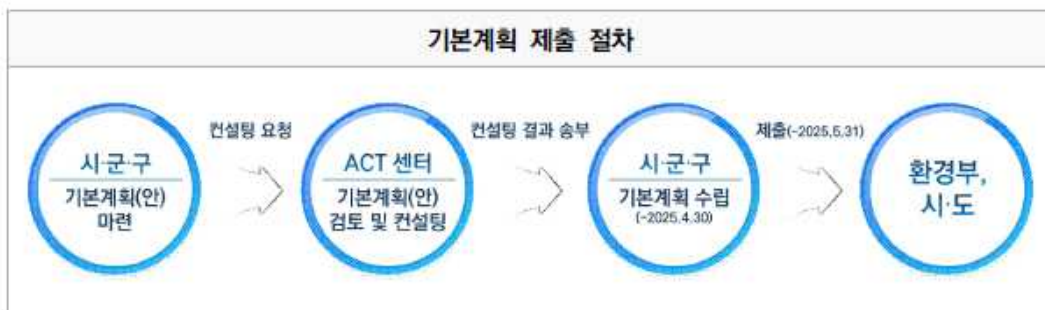 기본계획 제출 절차
시·군·구
기본계획(안)
마련
컨설팅 요청
ACT 센터
기본계획(안)
검토 및 컨설팅
컨설팅 결과 송부
시·군·구
기본계획 수립
(~2025.4.30)
제출(~2025.5.31)
환경부,
시·도